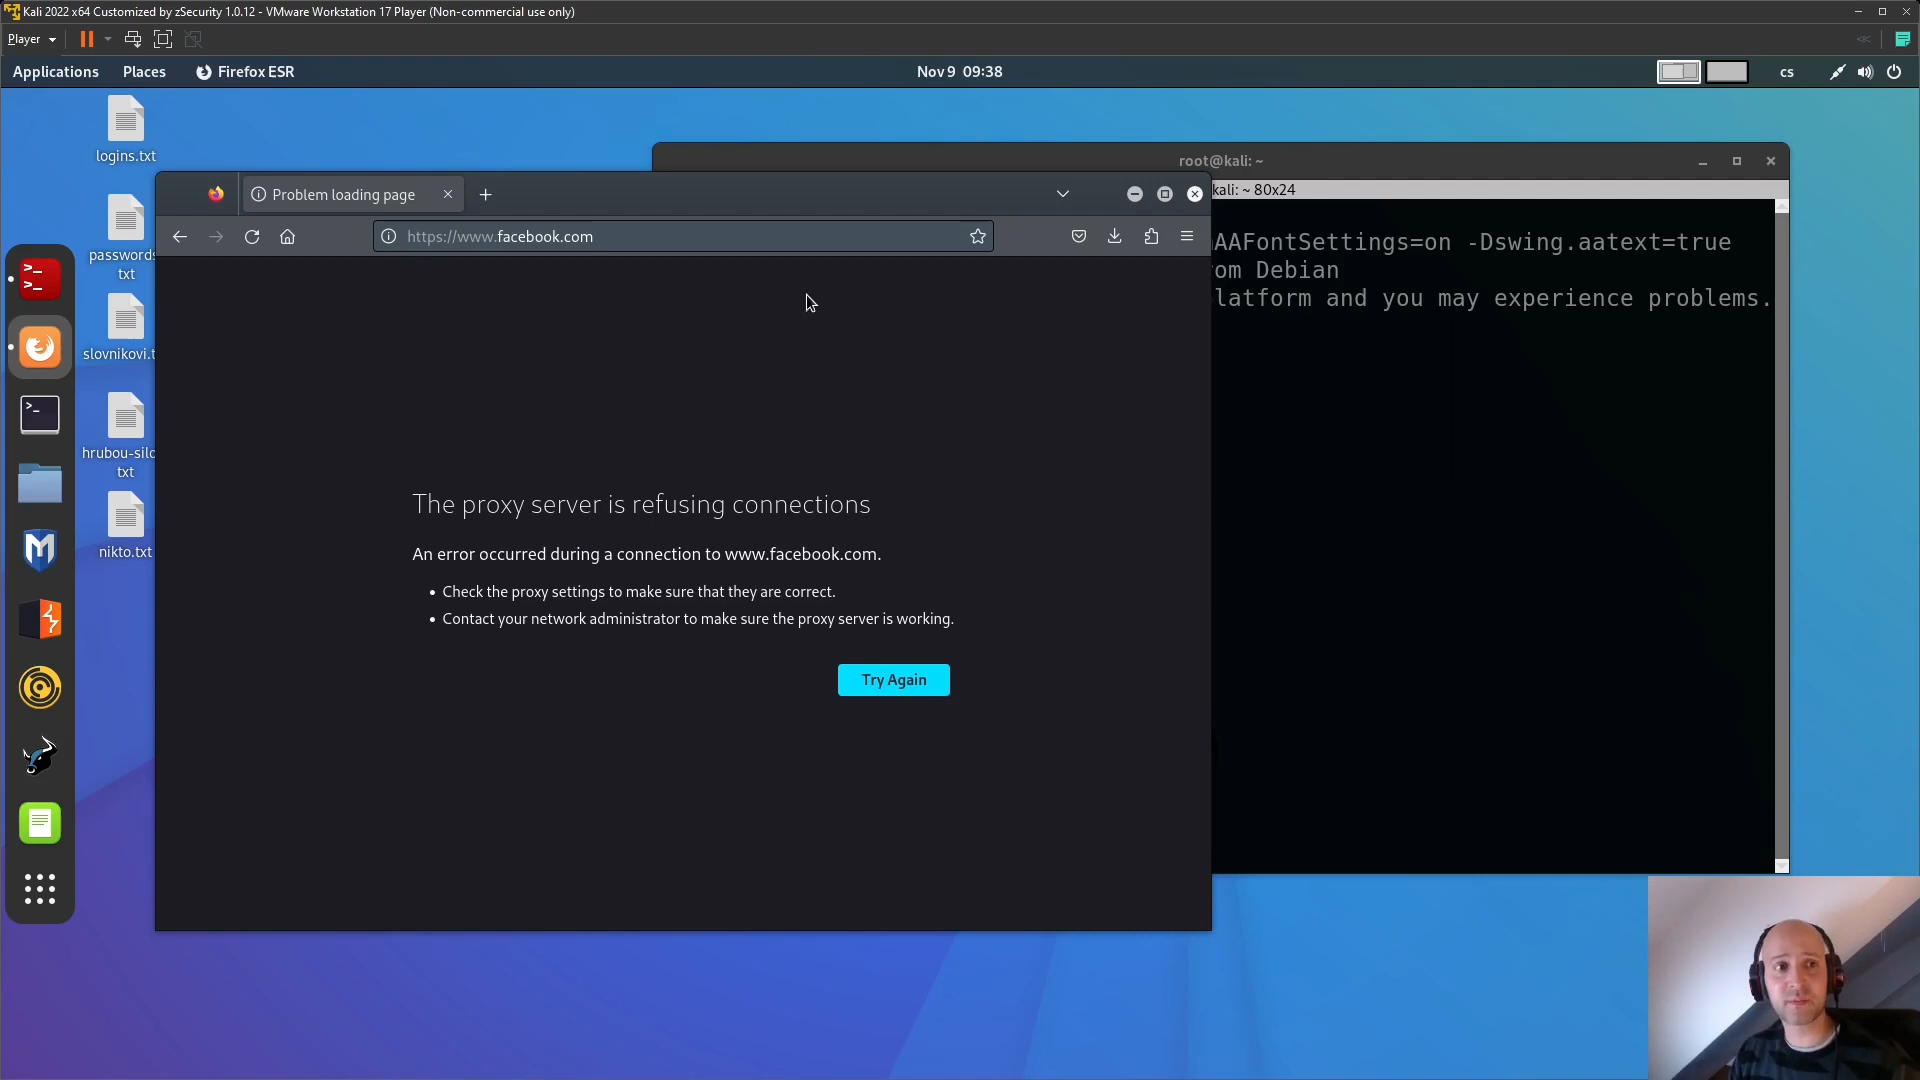 Kali 2022 x64 Customized by zSecurity 1.0.12 - VMware Workstation 17 Player (Non-commercial use only)
Player
Applications Places Firefox ESR Nov 9 09:38 cs
logins.txt
passwords
txt
slovnikovi.t
hrubou-silo
txt
nikto.txt
root@kali: ~
kali: ~ 80x24
AAFontSettings=on -Dswing.aatext=true
om Debian
latform and you may experience problems.
Problem loading page
https://www.facebook.com
The proxy server is refusing connections
An error occurred during a connection to www.facebook.com.
• Check the proxy settings to make sure that they are correct.
• Contact your network administrator to make sure the proxy server is working.
Try Again